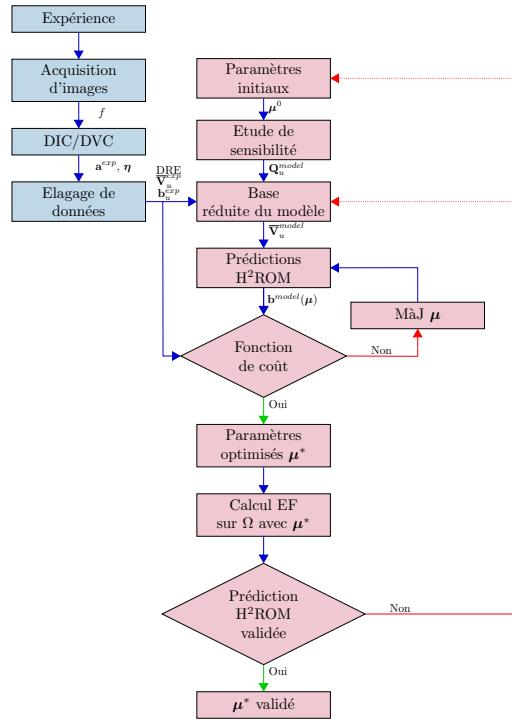 Expérience
Acquisition
d'images
f
DIC/DVC
a^exp, η
Elagage de
données
DRE
V̅_u^exp
b_u^exp
Paramètres
initiaux
μ^0
Etude de
sensibilité
Q_u^model
Base
réduite du modèle
V̅_u^model
Prédictions
H²ROM
b^model(μ)
MàJ μ
Fonction
de coût
Non
Oui
Paramètres
optimisés μ*
Calcul EF
sur Ω avec μ*
Prédiction
H²ROM
validée
Non
Oui
μ* validé